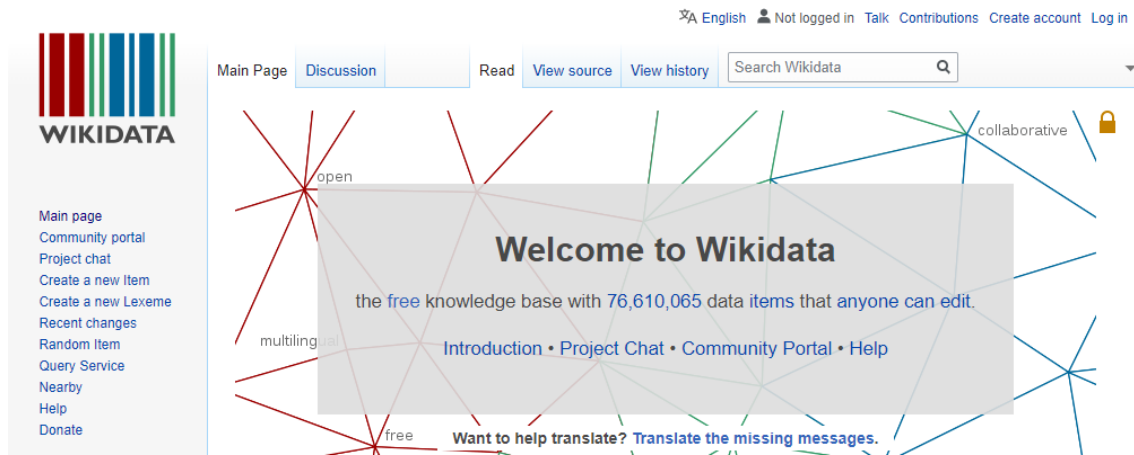 English Not logged in Talk Contributions Create account Log in
WIKIDATA
Main Page Discussion Read View source View history Search Wikidata
Main page
Community portal
Project chat
Create a new Item
Create a new Lexeme
Recent changes
Random Item
Query Service
Nearby
Help
Donate
collaborative
open
Welcome to Wikidata
the free knowledge base with 76,610,065 data items that anyone can edit.
multilingual
Introduction • Project Chat • Community Portal • Help
free
Want to help translate? Translate the missing messages.